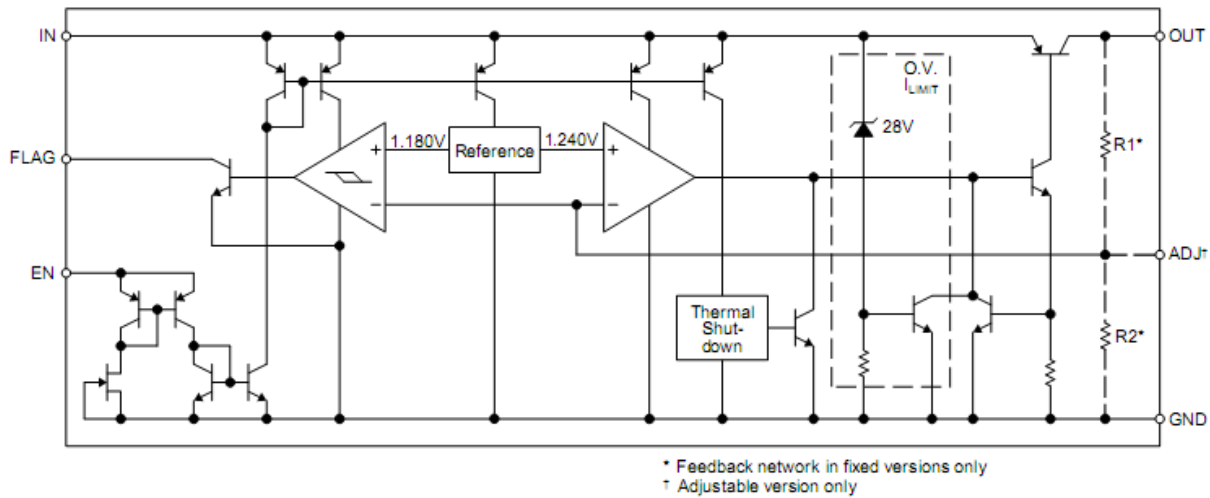 IN
OUT
O.V.
ILIMIT
28V
1.180V
Reference
1.240V
R1*
FLAG
+
+
−
−
EN
ADJ†
Thermal
Shut-
down
R2*
GND
* Feedback network in fixed versions only
† Adjustable version only